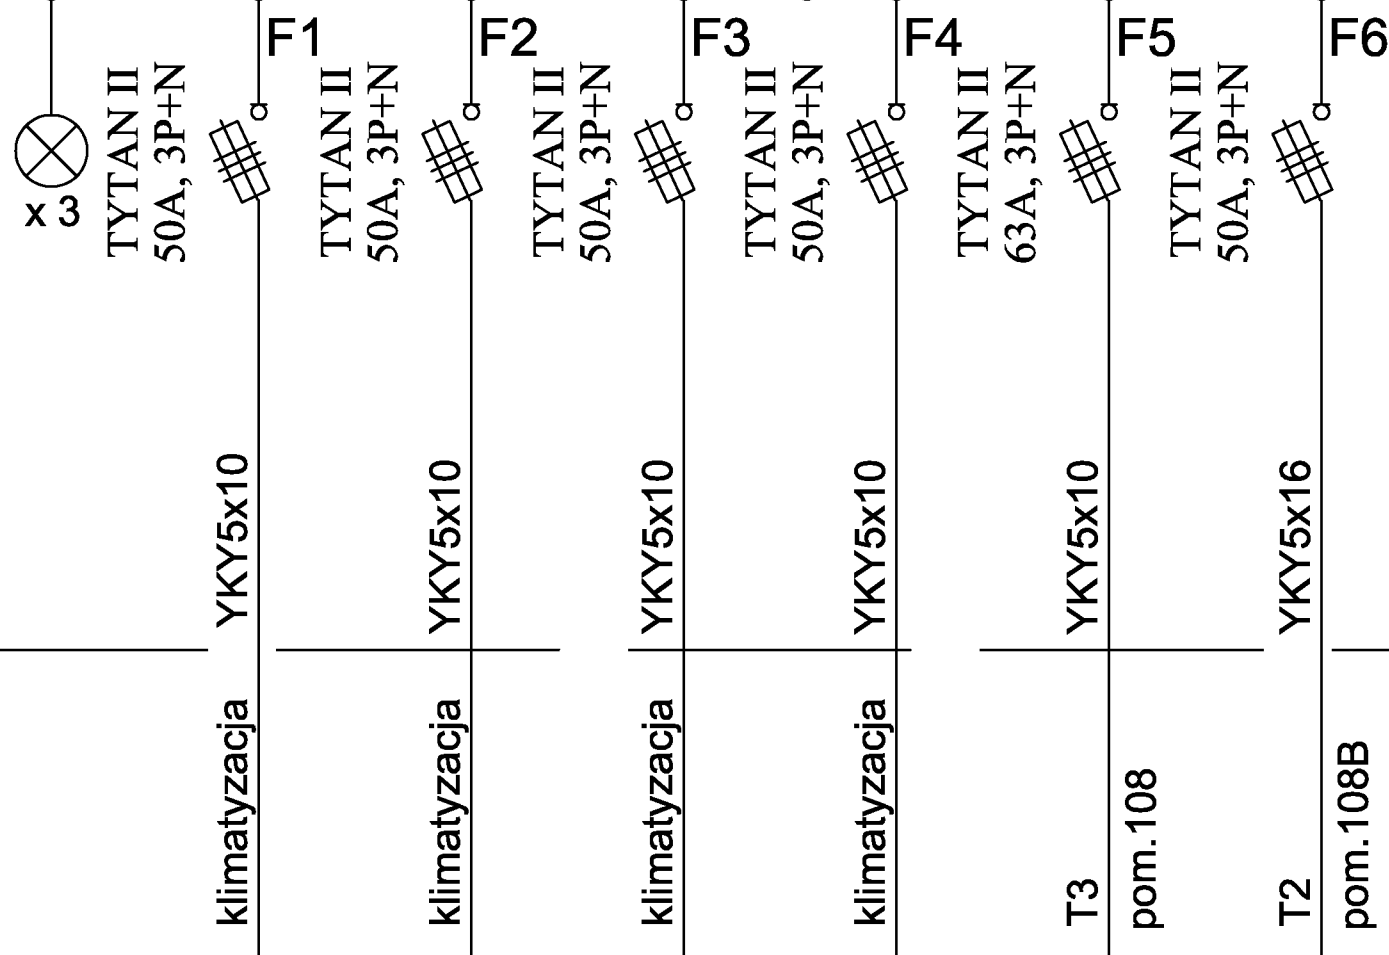 F1
F2
F3
F4
F5
F6
x 3
TYTAN II
50A, 3P+N
TYTAN II
50A, 3P+N
TYTAN II
50A, 3P+N
TYTAN II
50A, 3P+N
TYTAN II
63A, 3P+N
TYTAN II
50A, 3P+N
YKY5x10
YKY5x10
YKY5x10
YKY5x10
YKY5x10
YKY5x16
klimatyzacja
klimatyzacja
klimatyzacja
klimatyzacja
T3
pom.108
T2
pom.108B